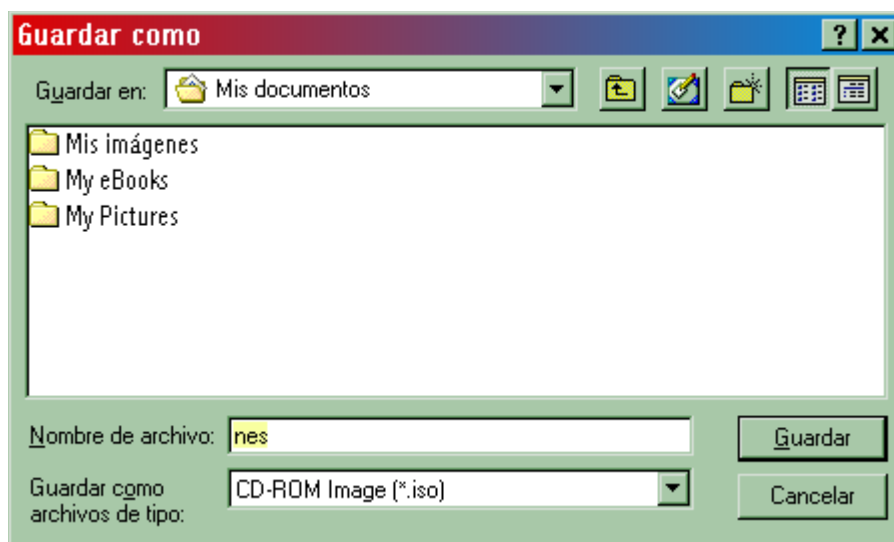 Guardar como
Guardar en: Mis documentos
Mis imágenes
My eBooks
My Pictures
Nombre de archivo: nes Guardar
Guardar como CD-ROM Image (*.iso) Cancelar
archivos de tipo: